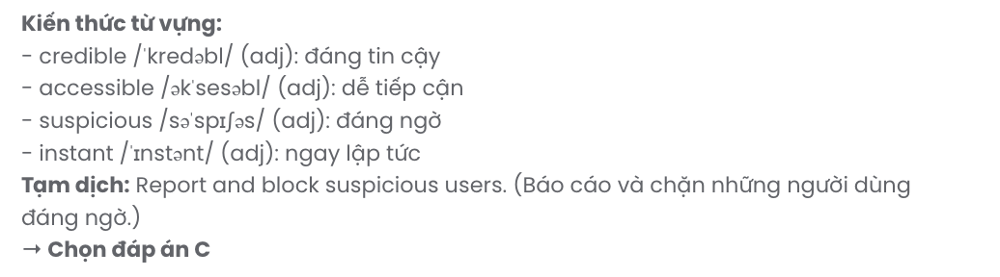 Kiến thức từ vựng:
- credible /ˈkredəbl/ (adj): đáng tin cậy
- accessible /əkˈsesəbl/ (adj): dễ tiếp cận
- suspicious /səˈspɪʃəs/ (adj): đáng ngờ
- instant /ˈɪnstənt/ (adj): ngay lập tức
Tạm dịch: Report and block suspicious users. (Báo cáo và chặn những người dùng
đáng ngờ.)
→ Chọn đáp án C